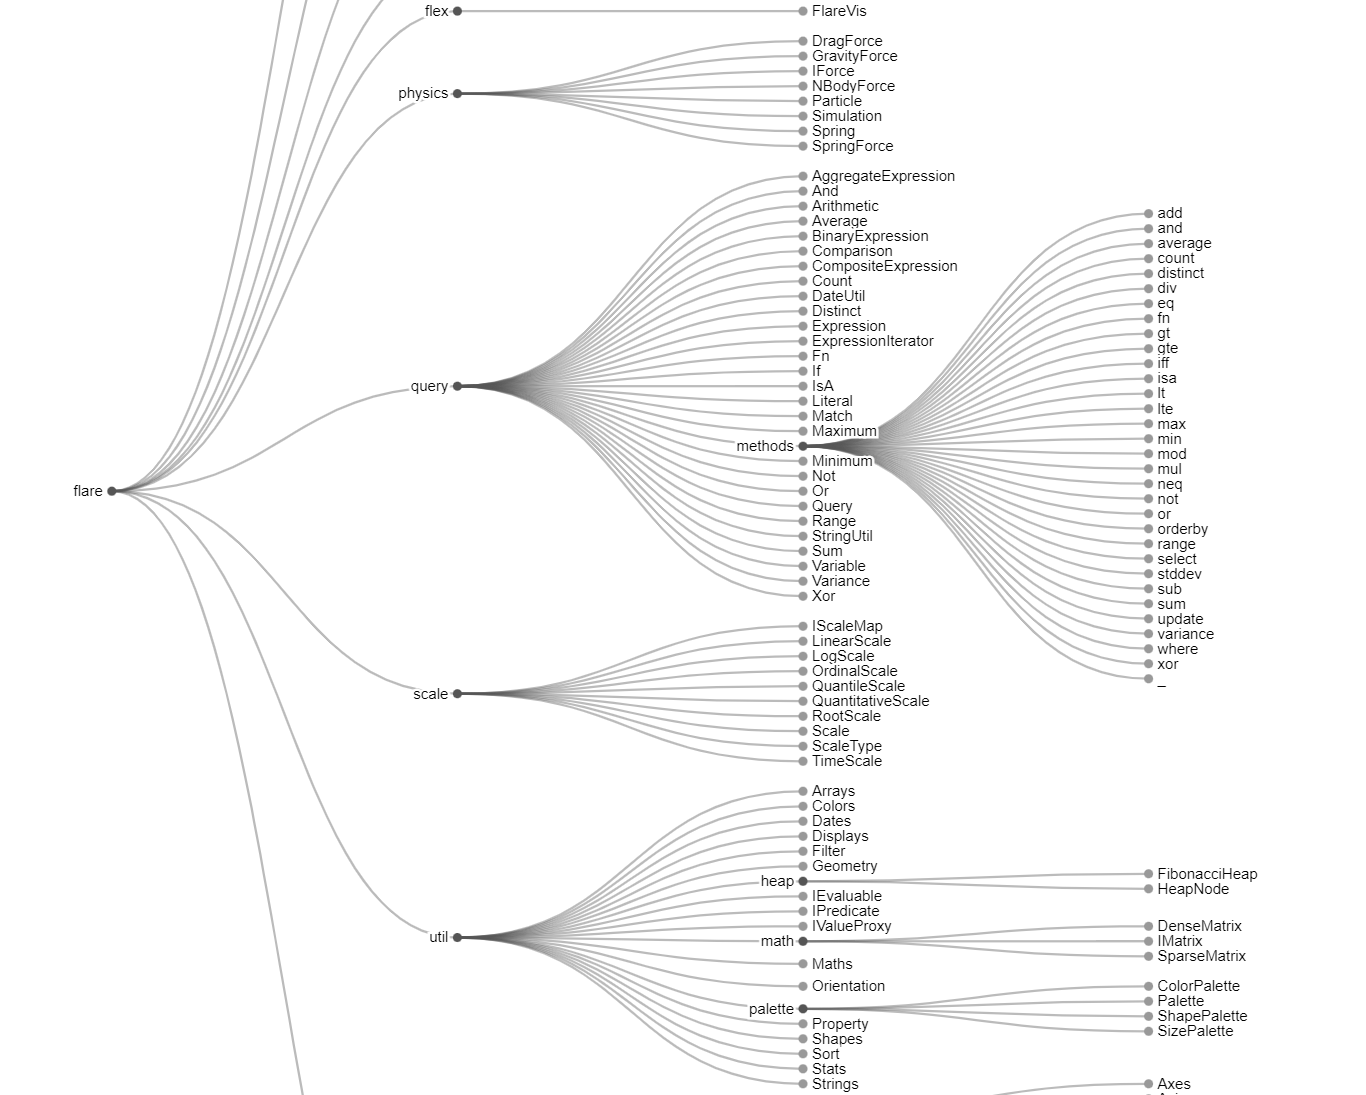 flex
FlareVis
DragForce
GravityForce
IForce
NBodyForce
physics
Particle
Simulation
Spring
SpringForce
AggregateExpression
And
Arithmetic
Average
BinaryExpression
Comparison
CompositeExpression
Count
DateUtil
Distinct
Expression
ExpressionIterator
Fn
If
query
IsA
Literal
Match
Maximum
methods
Minimum
Not
Or
Query
Range
StringUtil
Sum
Variable
Variance
Xor
add
and
average
count
distinct
div
eq
fn
gt
gte
iff
isa
lt
lte
max
min
mod
mul
neq
not
or
orderby
range
select
stddev
sub
sum
update
variance
where
xor
_
flare
IScaleMap
LinearScale
LogScale
OrdinalScale
QuantileScale
scale
QuantitativeScale
RootScale
Scale
ScaleType
TimeScale
Arrays
Colors
Dates
Displays
Filter
Geometry
heap
FibonacciHeap
HeapNode
IEvaluable
IPredicate
IValueProxy
util
math
DenseMatrix
IMatrix
SparseMatrix
Maths
Orientation
palette
ColorPalette
Palette
ShapePalette
SizePalette
Property
Shapes
Sort
Stats
Strings
Axes